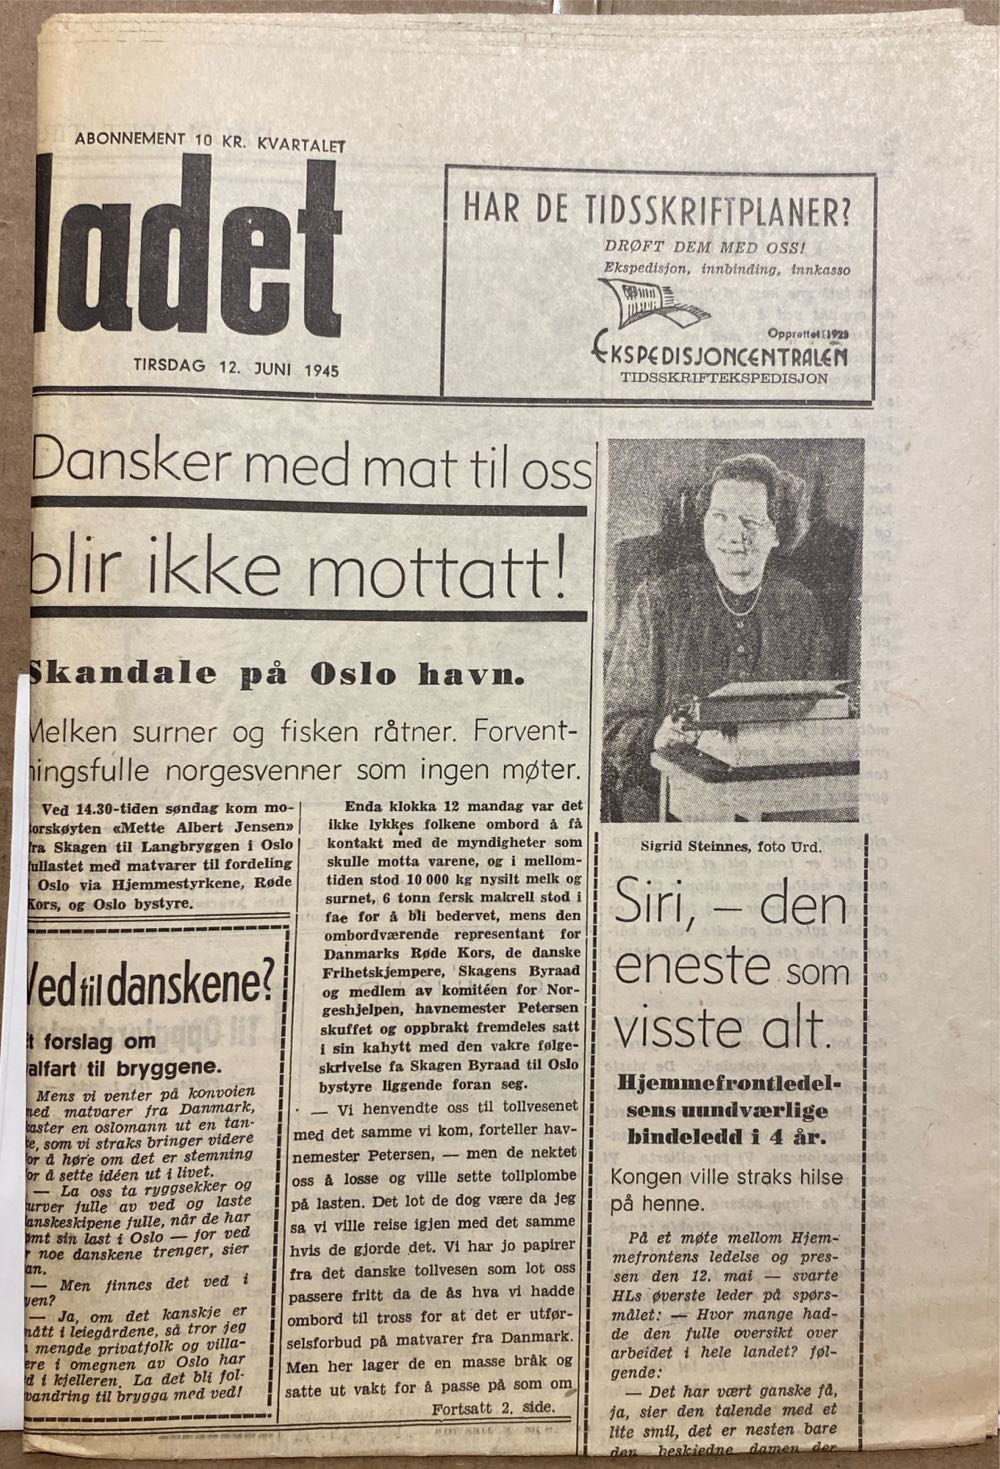 ABONNEMENT 10 KR. KVARTALET
ladet
TIRSDAG 12. JUNI 1945
HAR DE TIDSSKRIFTPLANER?
DRØFT DEM MED OSS!
Ekspedisjon, innbinding, innkasso
Opprettet 1923
EKSPEDISJONCENTRALEN
TIDSSKRIFTEKSPEDISJON
Dansker med mat til oss
blir ikke mottatt!
Skandale på Oslo havn.
Melken surner og fisken råtner. Forvent-
ningsfulle norgesvenner som ingen møter.
Ved 14.30-tiden søndag kom mo-
torskøyten «Mette Albert Jensen»
fra Skagen til Langbryggen i Oslo
fullastet med matvarer til fordeling
i Oslo via Hjemmestyrkene, Røde
Kors, og Oslo bystyre.
Ved til danskene?
Et forslag om
valfart til bryggene.
Mens vi venter på konvoien
med matvarer fra Danmark,
kaster en oslomann ut en tan-
ke, som vi straks bringer videre
for å høre om det er stemning
for å sette idéen ut i livet.
— La oss ta ryggsekker og
kurver fulle av ved og laste
danskeskipene fulle, når de har
tømt sin last i Oslo — for ved
er noe danskene trenger, sier
han.
— Men finnes det ved i
byen?
— Ja, om det kanskje er
smått i leiegårdene, så tror jeg
en mengde privatfolk og villa-
eiere i omegnen av Oslo har
ved i kjelleren. La det bli fol-
kevandring til brygga med ved!
Enda klokka 12 mandag var det
ikke lykkes folkene ombord å få
kontakt med de myndigheter som
skulle motta varene, og i mellom-
tiden stod 10 000 kg nysilt melk og
surnet, 6 tonn fersk makrell stod i
fae for å bli bedervet, mens den
ombordværende representant for
Danmarks Røde Kors, de danske
Frihetskjempere, Skagens Byraad
og medlem av komitéen for Nor-
geshjelpen, havnemester Petersen
skuffet og oppbrakt fremdeles satt
i sin kahytt med den vakre følge-
skrivelse fa Skagen Byraad til Oslo
bystyre liggende foran seg.
— Vi henvendte oss til tollvesenet
med det samme vi kom, forteller hav-
nemester Petersen, — men de nektet
oss å losse og ville sette tollplombe
på lasten. Det lot de dog være da jeg
sa vi ville reise igjen med det samme
hvis de gjorde det. Vi har jo papirer
fra det danske tollvesen som lot oss
passere fritt da de ås hva vi hadde
ombord til tross for at det er utfør-
selsforbud på matvarer fra Danmark.
Men her lager de en masse bråk og
satte ut vakt for å passe på som om
Fortsatt 2. side.
Sigrid Steinnes, foto Urd.
Siri, — den
eneste som
visste alt.
Hjemmefrontledel-
sens uundværlige
bindeledd i 4 år.
Kongen ville straks hilse
på henne.
På et møte mellom Hjem-
mefrontens ledelse og pres-
sen den 12. mai — svarte
HLs øverste leder på spørs-
målet: — Hvor mange had-
de den fulle oversikt over
arbeidet i hele landet? føl-
gende:
— Det har vært ganske få,
ja, sier den talende med et
lite smil, det er nesten bare
den beskjedne damen der